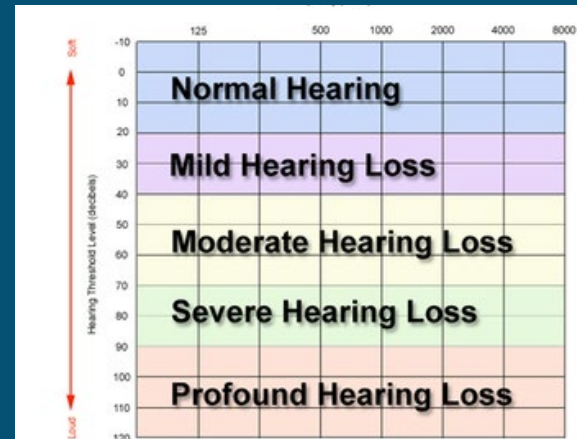 125 500 1000 2000 4000 8000
Soft
-10
0
Normal Hearing
10
20
30
Mild Hearing Loss
40
50
Moderate Hearing Loss
60
70
Severe Hearing Loss
80
90
100
Profound Hearing Loss
110
120
Hearing Threshold Level (decibels)
Loud